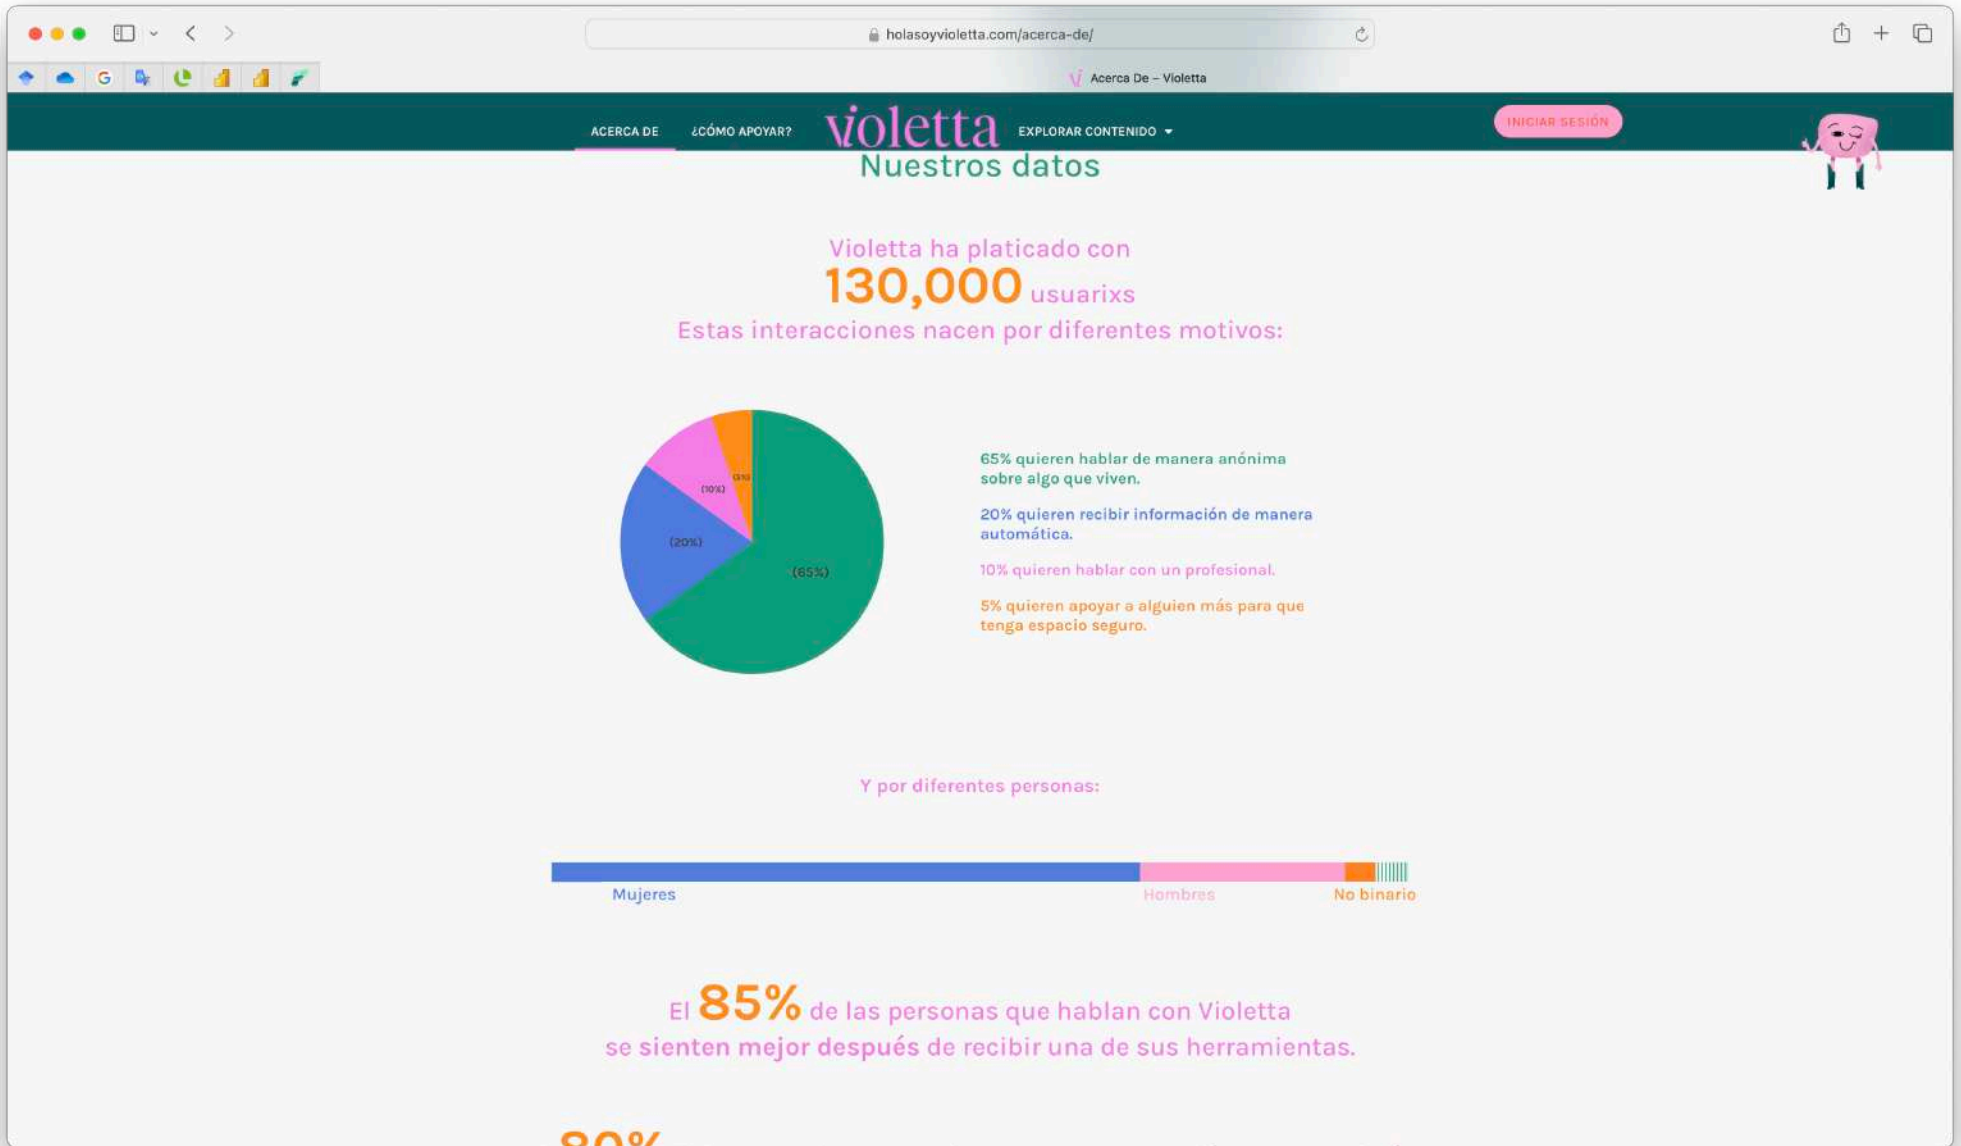 holasoyvioletta.com/acerca-de/
Acerca De – Violetta
ACERCA DE
¿CÓMO APOYAR?
violetta
EXPLORAR CONTENIDO
INICIAR SESIÓN
Nuestros datos
Violetta ha platicado con
130,000 usuarixs
Estas interacciones nacen por diferentes motivos:
(10%)
(20%)
(65%)
65% quieren hablar de manera anónima
sobre algo que viven.
20% quieren recibir información de manera
automática.
10% quieren hablar con un profesional.
5% quieren apoyar a alguien más para que
tenga espacio seguro.
Y por diferentes personas:
Mujeres
Hombres
No binario
El 85% de las personas que hablan con Violetta
se sienten mejor después de recibir una de sus herramientas.
80%